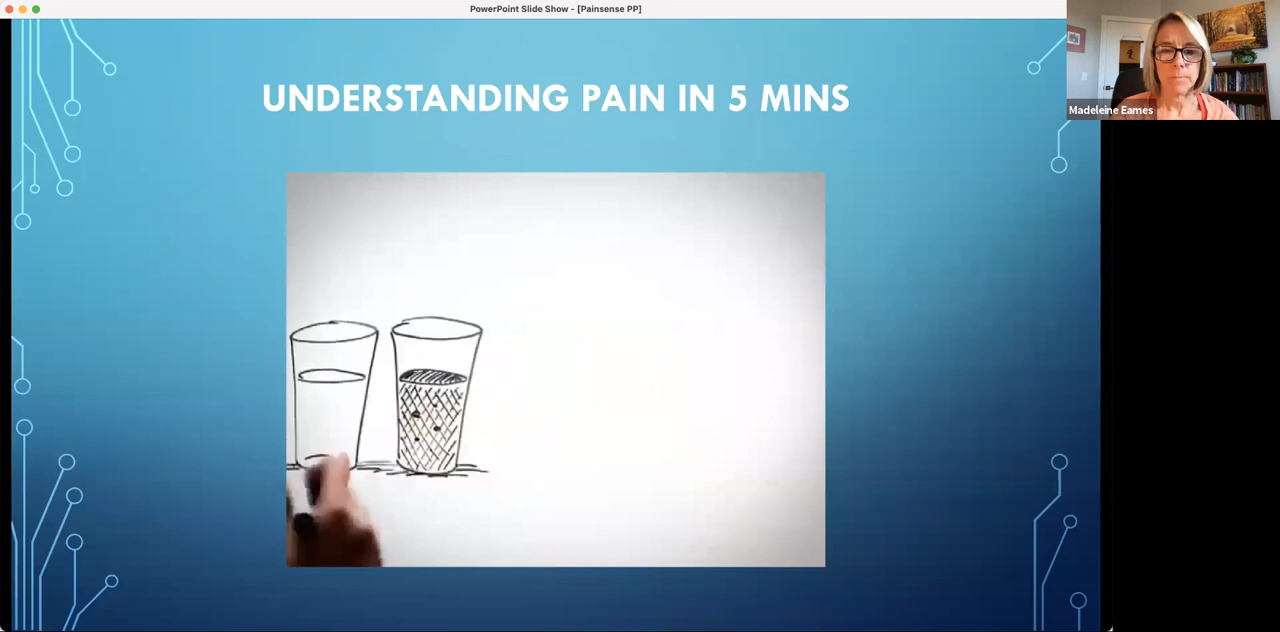 PowerPoint Slide Show - [Painsense PP]
UNDERSTANDING PAIN IN 5 MINS
Madeleine Eames